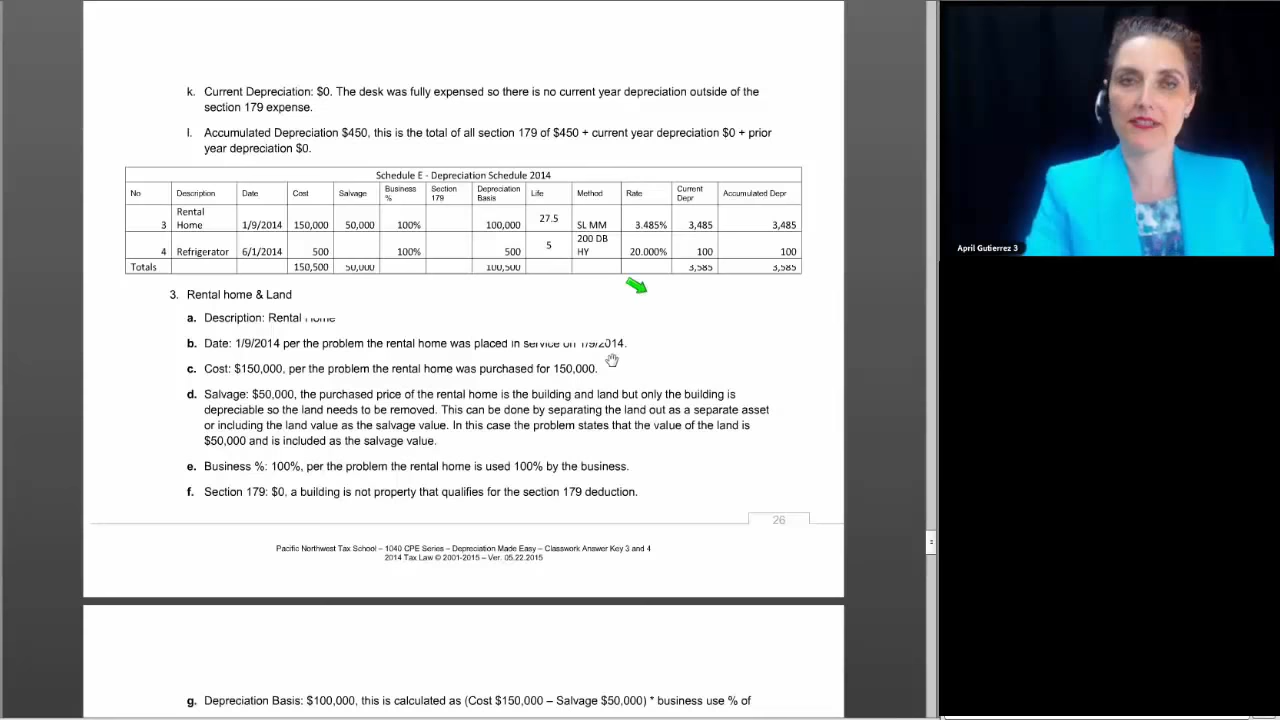 k. Current Depreciation: $0. The desk was fully expensed so there is no current year depreciation outside of the
section 179 expense.
l. Accumulated Depreciation $450, this is the total of all section 179 of $450 + current year depreciation $0 + prior
year depreciation $0.
Schedule E - Depreciation Schedule 2014
No Description Date Cost Salvage Business % Section 179 Depreciation Basis Life Method Rate Current Depr Accumulated Depr
3 Rental Home 1/9/2014 150,000 50,000 100% 100,000 27.5 SL MM 3.485% 3,485 3,485
4 Refrigerator 6/1/2014 500 100% 500 5 200 DB HY 20.000% 100 100
Totals 150,500 50,000 100,500 3,585 3,585
3. Rental home & Land
a. Description: Rental Home
b. Date: 1/9/2014 per the problem the rental home was placed in service on 1/9/2014.
c. Cost: $150,000, per the problem the rental home was purchased for 150,000.
d. Salvage: $50,000, the purchased price of the rental home is the building and land but only the building is
depreciable so the land needs to be removed. This can be done by separating the land out as a separate asset
or including the land value as the salvage value. In this case the problem states that the value of the land is
$50,000 and is included as the salvage value.
e. Business %: 100%, per the problem the rental home is used 100% by the business.
f. Section 179: $0, a building is not property that qualifies for the section 179 deduction.
26
Pacific Northwest Tax School – 1040 CPE Series – Depreciation Made Easy – Classwork Answer Key 3 and 4
2014 Tax Law © 2001-2015 – Ver. 05.22.2015
g. Depreciation Basis: $100,000, this is calculated as (Cost $150,000 – Salvage $50,000) * business use % of
April Gutierrez 3